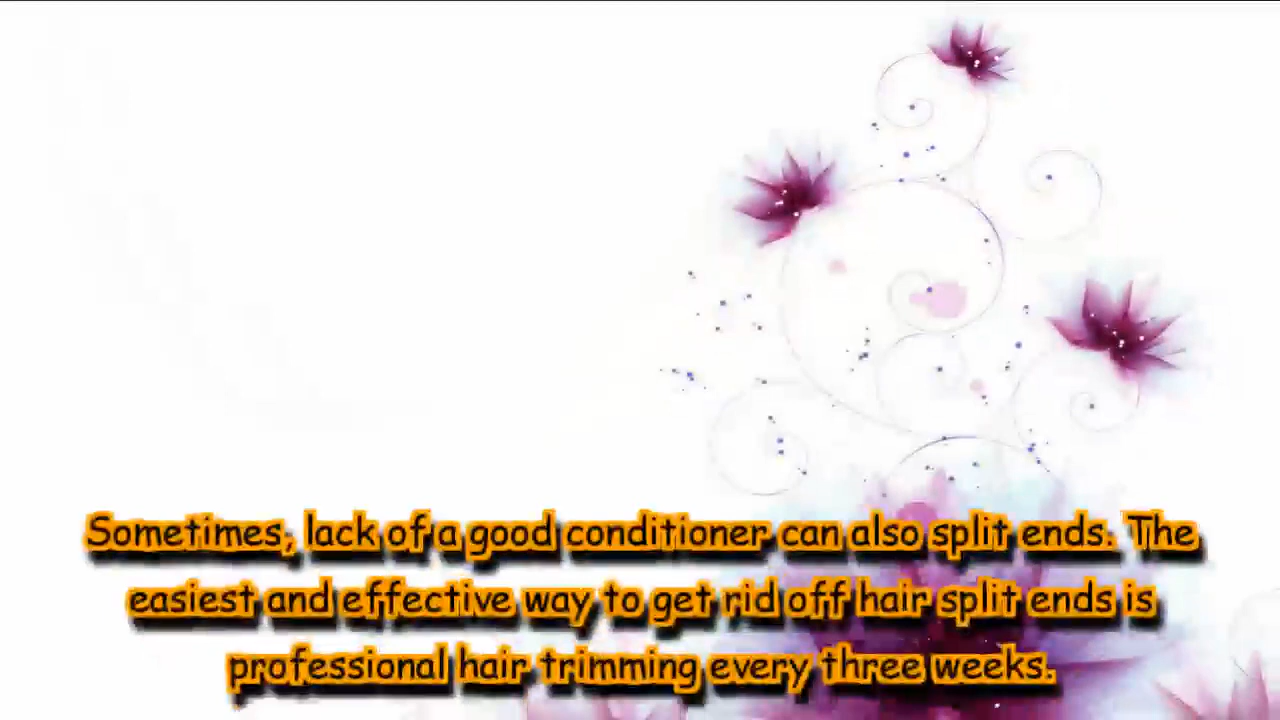 Sometimes, lack of a good conditioner can also split ends. The
easiest and effective way to get rid off hair split ends is
professional hair trimming every three weeks.